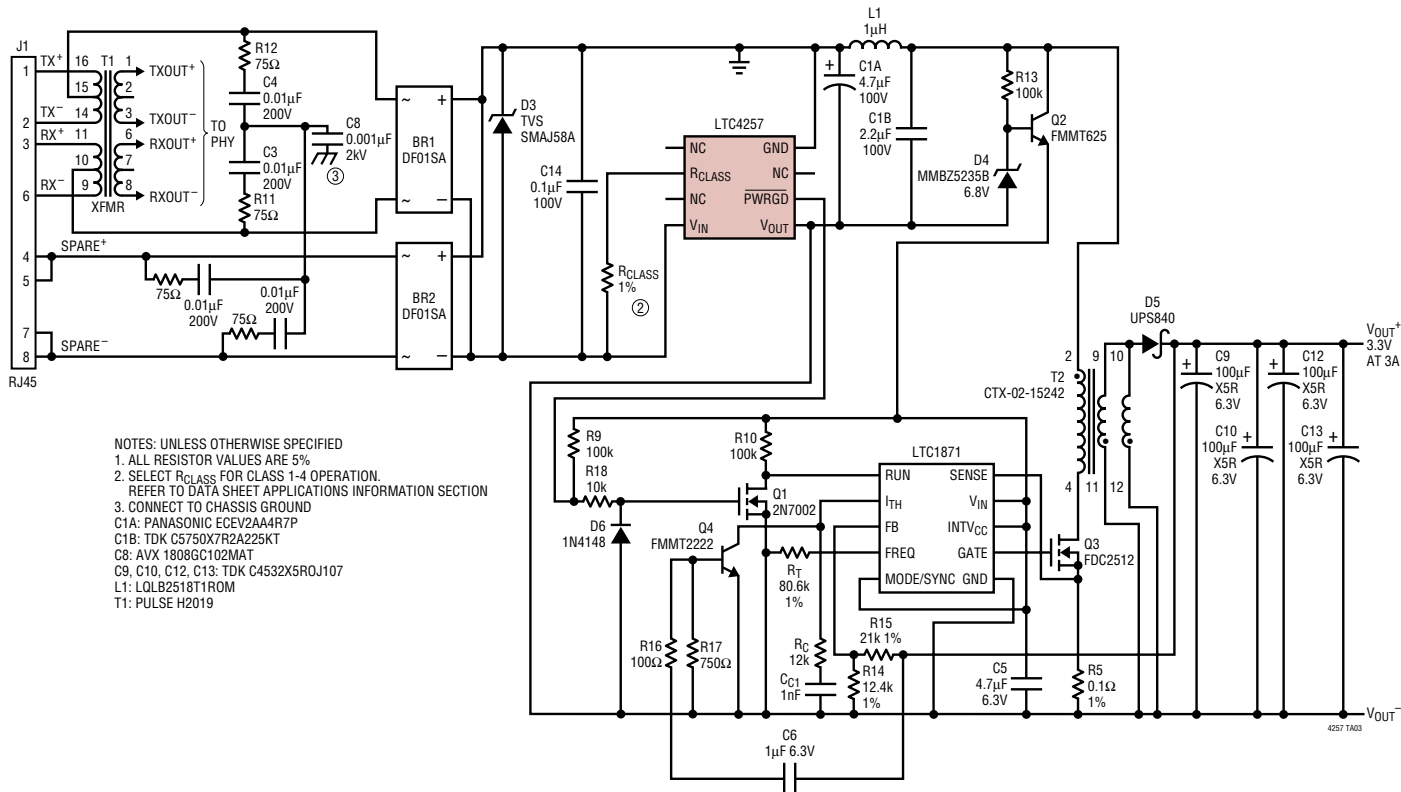 J1
1
TX+
16
T1
1
TXOUT+
15
2
2
TX−
14
3
TXOUT−
3
RX+
11
6
RXOUT+
10
7
6
RX−
9
8
RXOUT−
XFMR
TO
PHY
R12
75Ω
C4
0.01µF
200V
C3
0.01µF
200V
R11
75Ω
C8
0.001µF
2kV
3
4
SPARE+
5
7
8
SPARE−
RJ45
75Ω
0.01µF
200V
75Ω
0.01µF
200V
~
+
BR1
DF01SA
~
−
~
+
BR2
DF01SA
~
−
D3
TVS
SMAJ58A
C14
0.1µF
100V
RCLASS
1%
2
LTC4257
NC
GND
RCLASS
NC
NC
PWRGD
VIN
VOUT
L1
1µH
+
C1A
4.7µF
100V
C1B
2.2µF
100V
R13
100k
Q2
FMMT625
D4
MMBZ5235B
6.8V
D5
UPS840
T2
CTX-02-15242
2
9
10
4
11
12
+
C9
100µF
X5R
6.3V
C10
+
100µF
X5R
6.3V
+
C12
100µF
X5R
6.3V
C13
+
100µF
X5R
6.3V
VOUT+
3.3V
AT 3A
VOUT−
R9
100k
R18
10k
D6
1N4148
R10
100k
Q1
2N7002
Q4
FMMT2222
RT
80.6k
1%
LTC1871
RUN
SENSE
ITH
VIN
FB
INTVCC
FREQ
GATE
MODE/SYNC
GND
Q3
FDC2512
R16
100Ω
R17
750Ω
RC
12k
CC1
1nF
R15
21k 1%
R14
12.4k
1%
C5
4.7µF
6.3V
R5
0.1Ω
1%
C6
1µF 6.3V
NOTES: UNLESS OTHERWISE SPECIFIED
1. ALL RESISTOR VALUES ARE 5%
2. SELECT RCLASS FOR CLASS 1-4 OPERATION.
REFER TO DATA SHEET APPLICATIONS INFORMATION SECTION
3. CONNECT TO CHASSIS GROUND
C1A: PANASONIC ECEV2AA4R7P
C1B: TDK C5750X7R2A225KT
C8: AVX 1808GC102MAT
C9, C10, C12, C13: TDK C4532X5ROJ107
L1: LQLB2518T1ROM
T1: PULSE H2019
4257 TA03